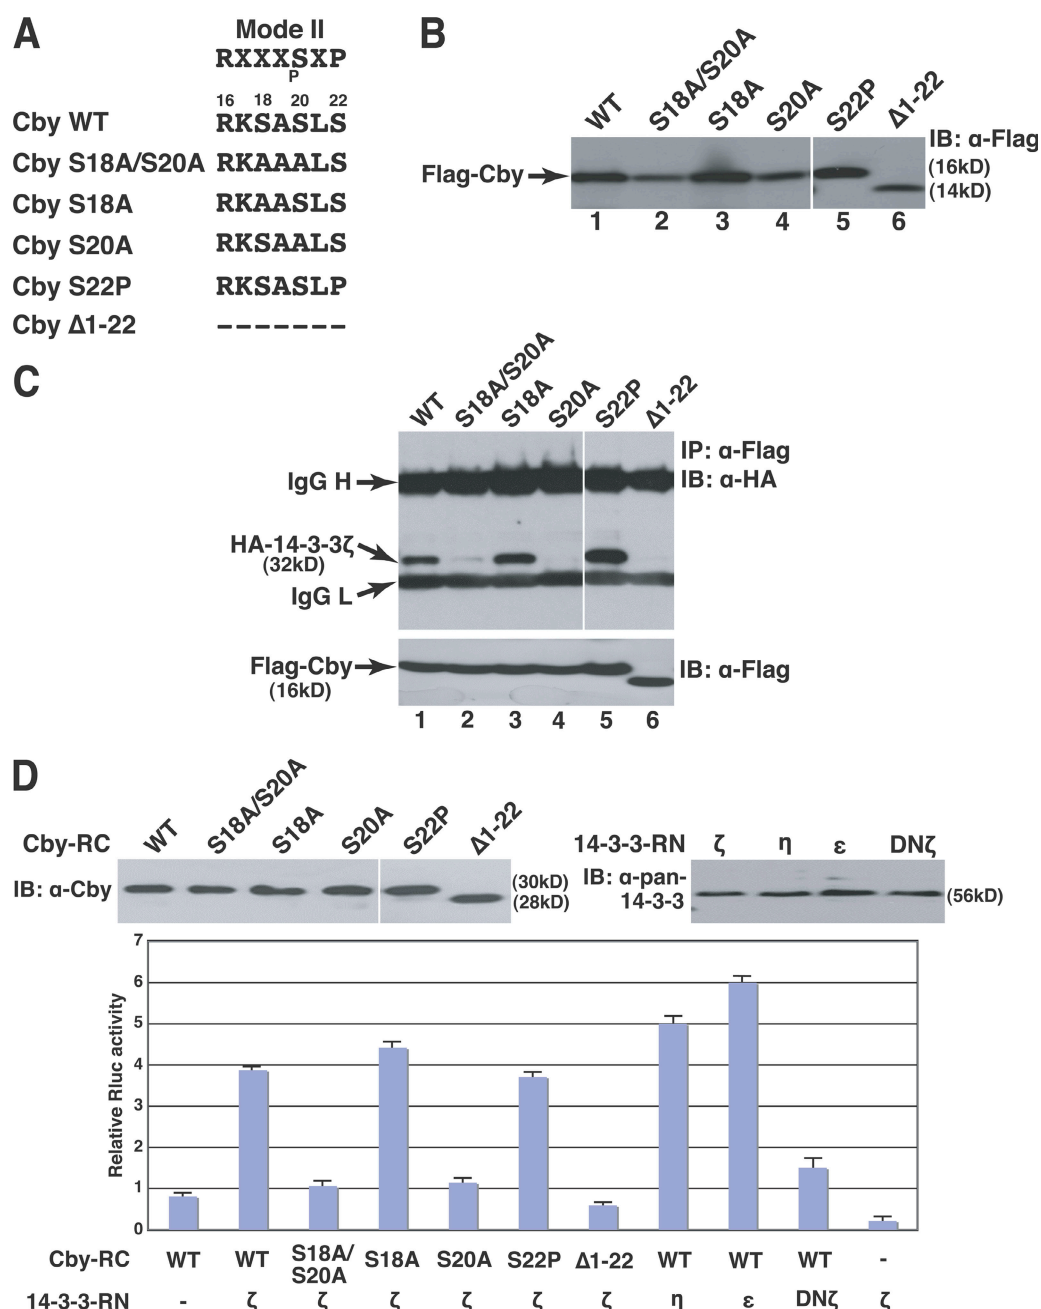 A
Mode II
RXXXSXP
P
16 18 20 22
Cby WT RKSASLS
Cby S18A/S20A RKAAALS
Cby S18A RKAASLS
Cby S20A RKSAALS
Cby S22P RKSASLP
Cby Δ1-22 -------
B
WT S18A/S20A S18A S20A S22P Δ1-22
IB: α-Flag
Flag-Cby
(16kD)
(14kD)
1 2 3 4 5 6
C
WT S18A/S20A S18A S20A S22P Δ1-22
IP: α-Flag
IgG H IB: α-HA
HA-14-3-3ζ
(32kD)
IgG L
Flag-Cby IB: α-Flag
(16kD)
1 2 3 4 5 6
D
Cby-RC WT S18A/S20A S18A S20A S22P Δ1-22
IB: α-Cby (30kD)
(28kD)
14-3-3-RN ζ η ε DNζ
IB: α-pan-
14-3-3 (56kD)
Relative Rluc activity
7
6
5
4
3
2
1
0
Cby-RC WT WT S18A/ S18A S20A S22P Δ1-22 WT WT WT -
S20A
14-3-3-RN - ζ ζ ζ ζ ζ ζ η ε DNζ ζ